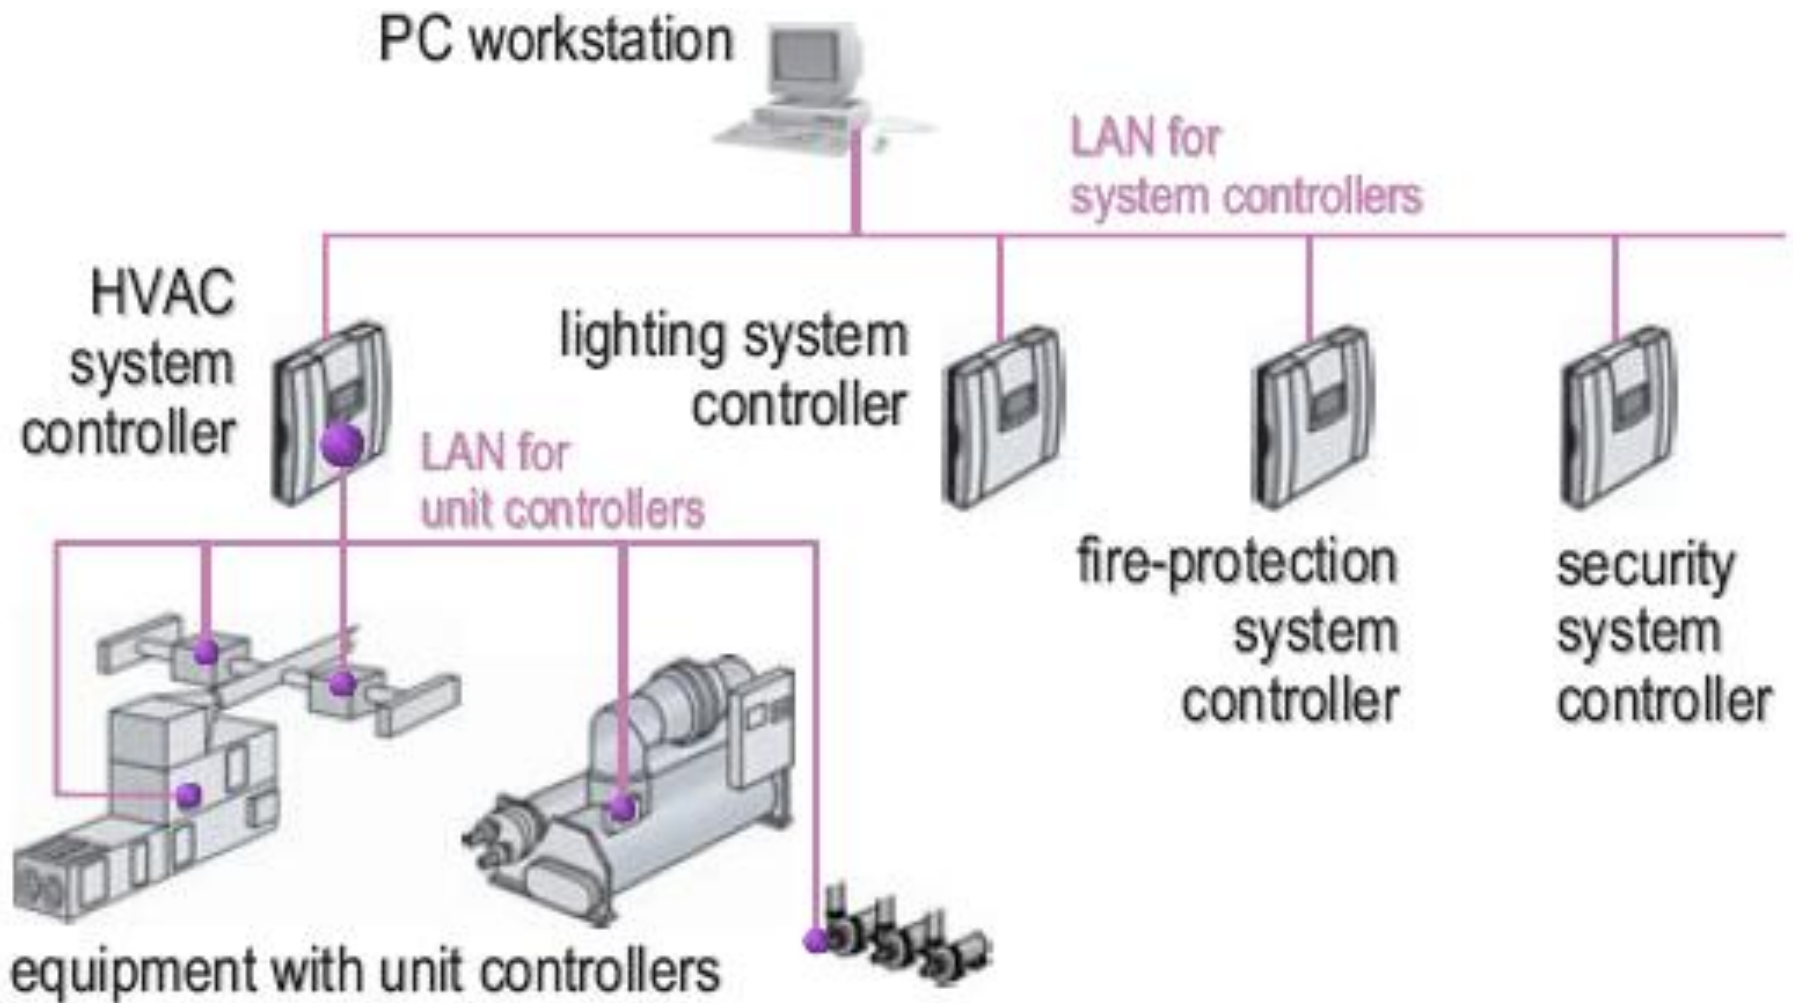 PC workstation
LAN for
system controllers
HVAC
system
controller
lighting system
controller
LAN for
unit controllers
fire-protection
system
controller
security
system
controller
equipment with unit controllers